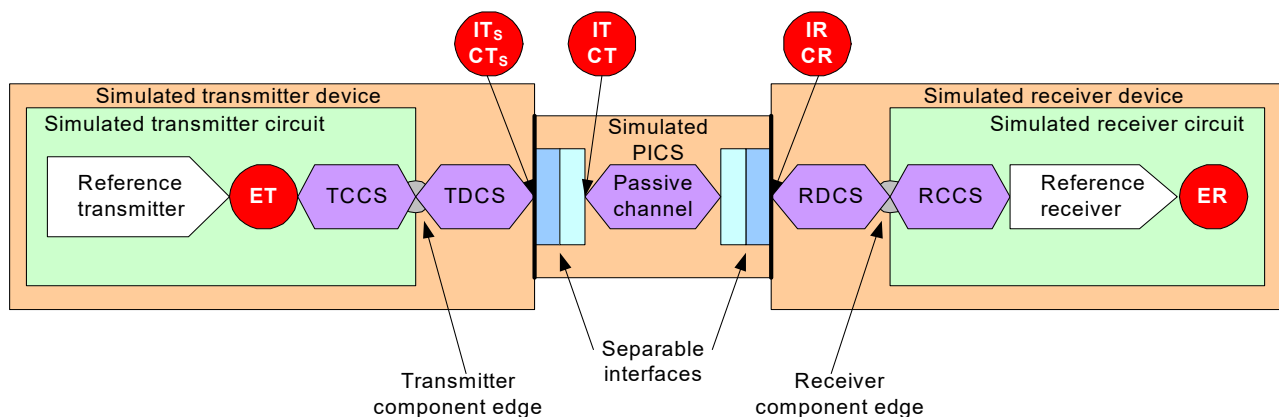 ITS
CTS
IT
CT
IR
CR
Simulated transmitter device
Simulated transmitter circuit
Simulated
PICS
Simulated receiver device
Simulated receiver circuit
Reference
transmitter
ET
TCCS
TDCS
Passive
channel
RDCS
RCCS
Reference
receiver
ER
Separable
interfaces
Transmitter
component edge
Receiver
component edge